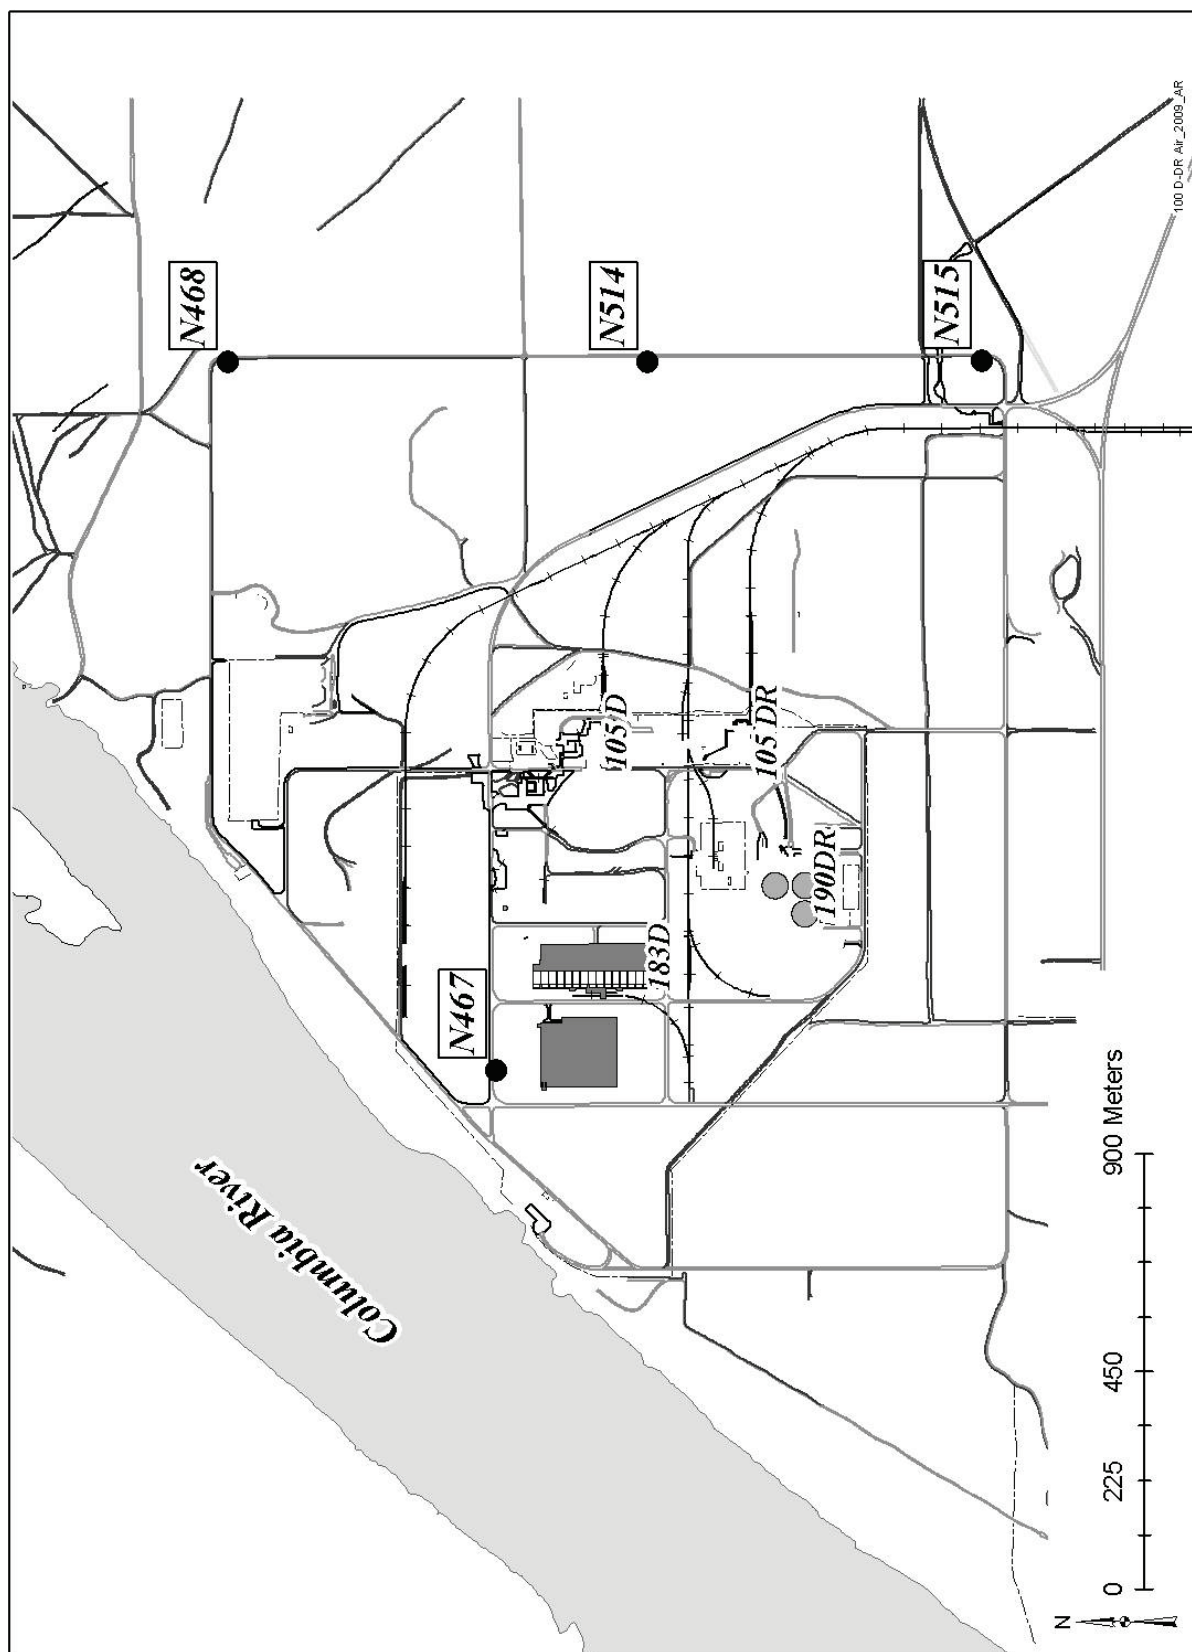 N468
N514
N515
N467
105 D
105 DR
183D
190DR
Columbia River
0 225 450 900 Meters
N
100 D-DR Air_2009_AR